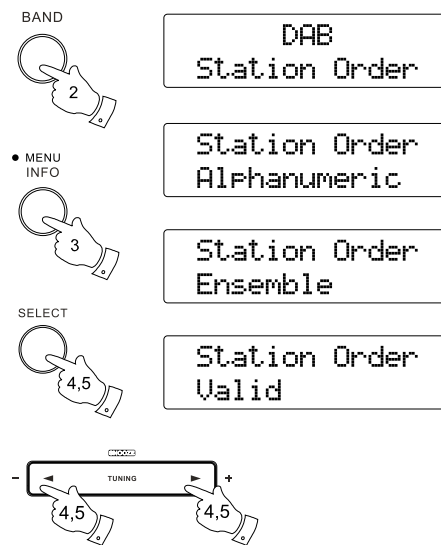 BAND
2
DAB
Station Order
• MENU
INFO
3
Station Order
Alphanumeric
Station Order
Ensemble
SELECT
4,5
Station Order
Valid
SNOOZE
- ◄ TUNING ► +
4,5
4,5